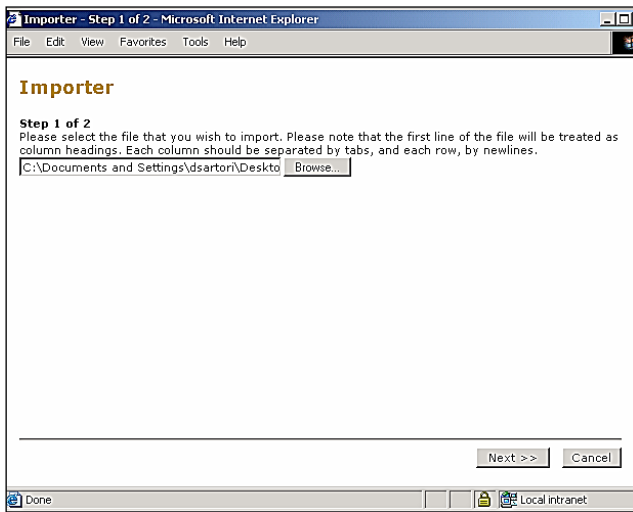 Importer - Step 1 of 2 - Microsoft Internet Explorer
File Edit View Favorites Tools Help
Importer
Step 1 of 2
Please select the file that you wish to import. Please note that the first line of the file will be treated as
column headings. Each column should be separated by tabs, and each row, by newlines.
C:\Documents and Settings\dsartori\Deskto Browse...
Next >> Cancel
Done Local intranet